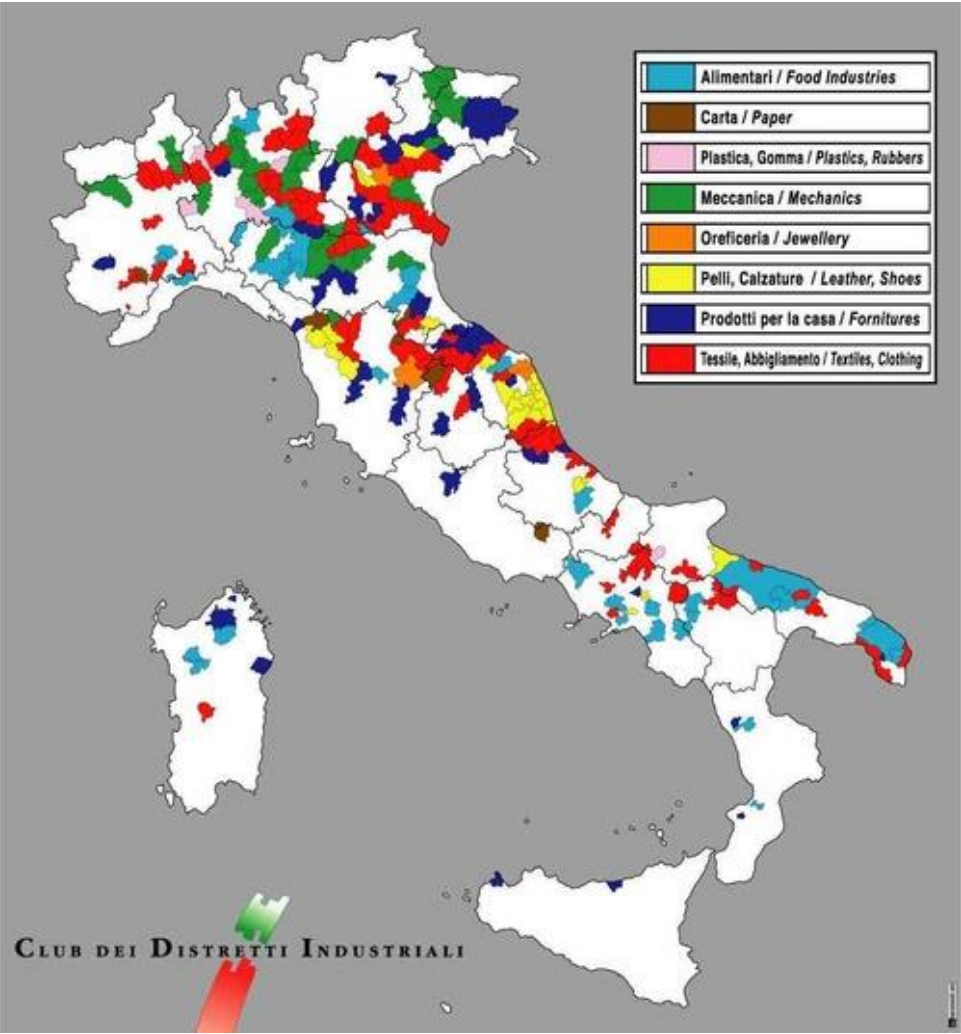 Alimentari / Food Industries
Carta / Paper
Plastica, Gomma / Plastics, Rubbers
Meccanica / Mechanics
Oreficeria / Jewellery
Pelli, Calzature / Leather, Shoes
Prodotti per la casa / Fornitures
Tessile, Abbigliamento / Textiles, Clothing
CLUB DEI DISTRETTI INDUSTRIALI